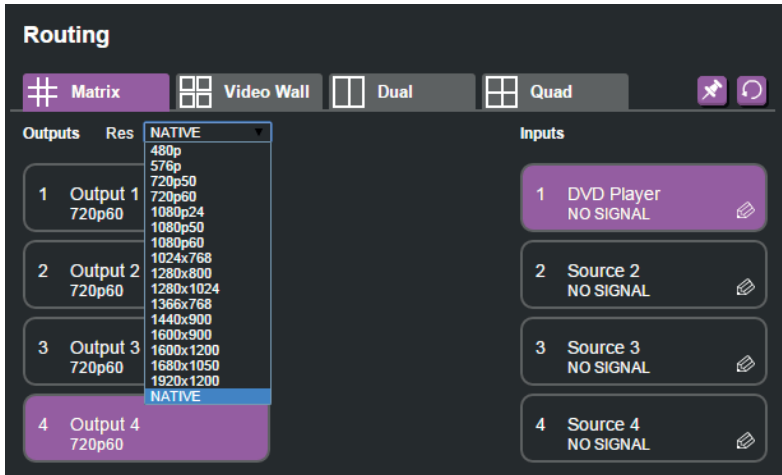 Routing
Matrix
Video Wall
Dual
Quad
Outputs Res NATIVE
480p
576p
720p50
720p60
1080p24
1080p50
1080p60
1024x768
1280x800
1280x1024
1366x768
1440x900
1600x900
1600x1200
1680x1050
1920x1200
NATIVE
1 Output 1
720p60
2 Output 2
720p60
3 Output 3
720p60
4 Output 4
720p60
Inputs
1 DVD Player
NO SIGNAL
2 Source 2
NO SIGNAL
3 Source 3
NO SIGNAL
4 Source 4
NO SIGNAL